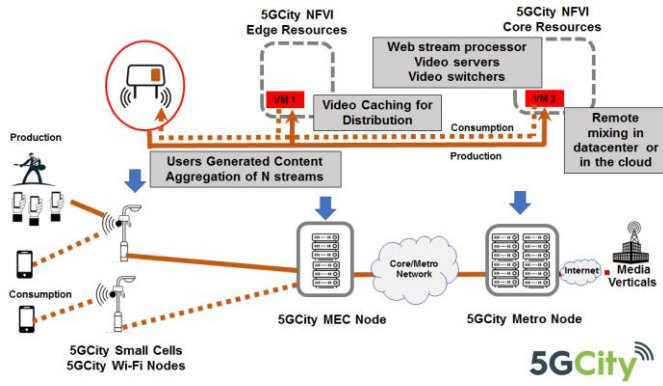 5GCity NFVI
Edge Resources
5GCity NFVI
Core Resources
Web stream processor
Video servers
Video switchers
VM 1
VM 2
Video Caching for
Distribution
Consumption
Production
Remote
mixing in
datacenter or
in the cloud
Production
Users Generated Content
Aggregation of N streams
Core/Metro
Network
Internet
Media
Verticals
Consumption
5GCity MEC Node
5GCity Metro Node
5GCity Small Cells
5GCity Wi-Fi Nodes
5GCity